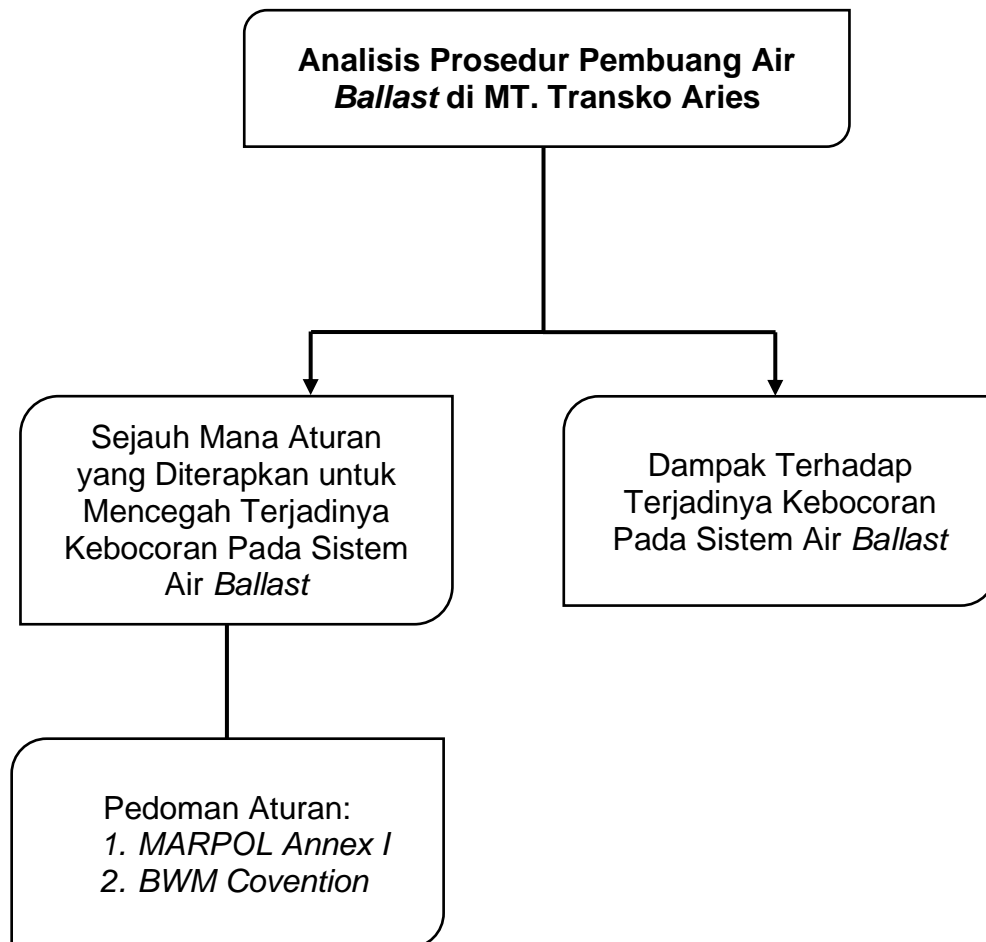 Analisis Prosedur Pembuang Air
Ballast di MT. Transko Aries
Sejauh Mana Aturan
yang Diterapkan untuk
Mencegah Terjadinya
Kebocoran Pada Sistem
Air Ballast
Dampak Terhadap
Terjadinya Kebocoran
Pada Sistem Air Ballast
Pedoman Aturan:
1. MARPOL Annex I
2. BWM Covention